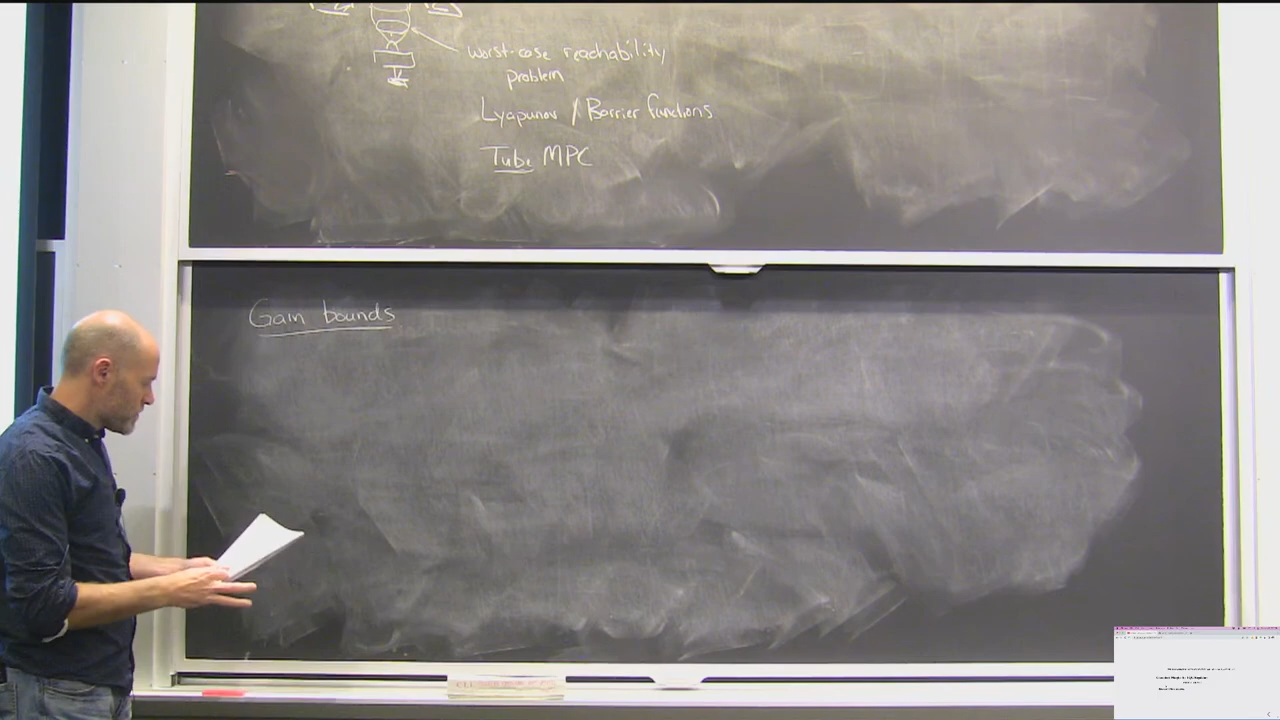 worst-case reachability
problem
Lyapunov / Barrier functions
Tube MPC
Gain bounds